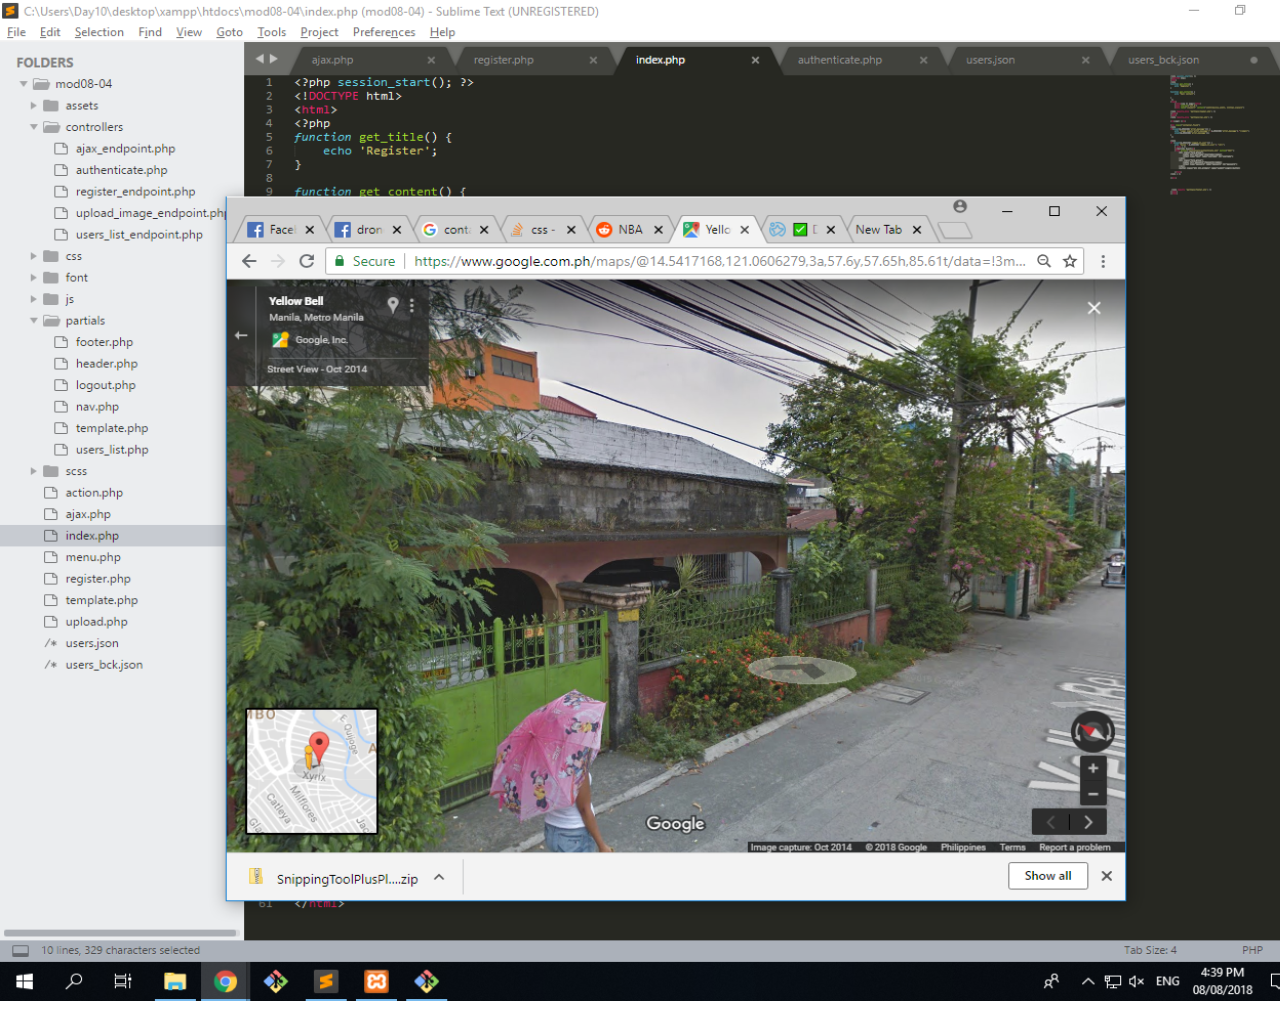 C:\Users\Day10\desktop\xampp\htdocs\mod08-04\index.php (mod08-04) - Sublime Text (UNREGISTERED)
File Edit Selection Find View Goto Tools Project Preferences Help
FOLDERS
mod08-04
assets
controllers
ajax_endpoint.php
authenticate.php
register_endpoint.php
upload_image_endpoint.php
users_list_endpoint.php
css
font
js
partials
footer.php
header.php
logout.php
nav.php
template.php
users_list.php
scss
action.php
ajax.php
index.php
menu.php
register.php
template.php
upload.php
/* users.json
/* users_bck.json
ajax.php register.php index.php authenticate.php users.json users_bck.json
1 <?php session_start(); ?>
2 <!DOCTYPE html>
3 <html>
4 <?php
5 function get_title() {
6 echo 'Register';
7 }
8
9 function get_content() {
Facel dron cont css - NBA Yello New Tab
Secure https://www.google.com.ph/maps/@14.5417168,121.0606279,3a,57.6y,57.65h,85.61t/data=!3m...
Yellow Bell
Manila, Metro Manila
Google, Inc.
Street View - Oct 2014
MBO
E. Quiogue
Xyrix
Milflores
Catleya
Google
Image capture: Oct 2014 © 2018 Google Philippines Terms Report a problem
SnippingToolPlusPl....zip
Show all
61 </html>
10 lines, 329 characters selected
Tab Size: 4 PHP
ENG
4:39 PM
08/08/2018